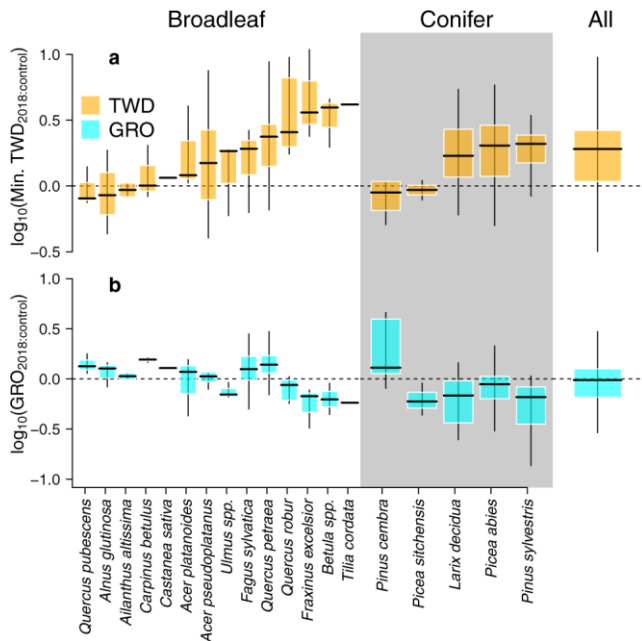 Broadleaf Conifer All
a
TWD
GRO
log10(Min. TWD2018:control)
1.0
0.5
0.0
−0.5
b
log10(GRO2018:control)
1.0
0.5
0.0
−0.5
−1.0
Quercus pubescens
Alnus glutinosa
Ailanthus altissima
Carpinus betulus
Castanea sativa
Acer platanoides
Acer pseudoplatanus
Ulmus spp.
Fagus sylvatica
Quercus petraea
Quercus robur
Fraxinus excelsior
Betula spp.
Tilia cordata
Pinus cembra
Picea sitchensis
Larix decidua
Picea abies
Pinus sylvestris